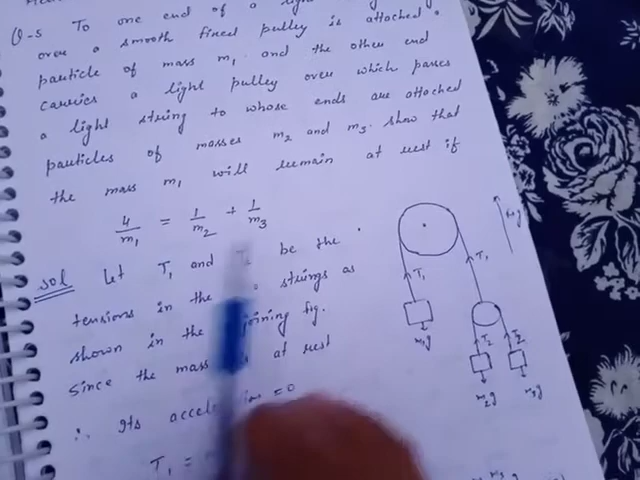 Q-5 To one end of a light
over a smooth fixed pulley is attached a
particle of mass m₁ and the other end
carries a light pulley over which passes
a light string to whose ends are attached
particles of masses m₂ and m₃. show that
the mass m₁ will remain at rest if
4/m₁ = 1/m₂ + 1/m₃
sol Let T₁ and be the
tensions in the strings as
shown in the fig.
Since the mass at rest
∴ Its =0
T₁ =
T₁
T₁
m₁g
T₂
T₂
m₂g
m₃g